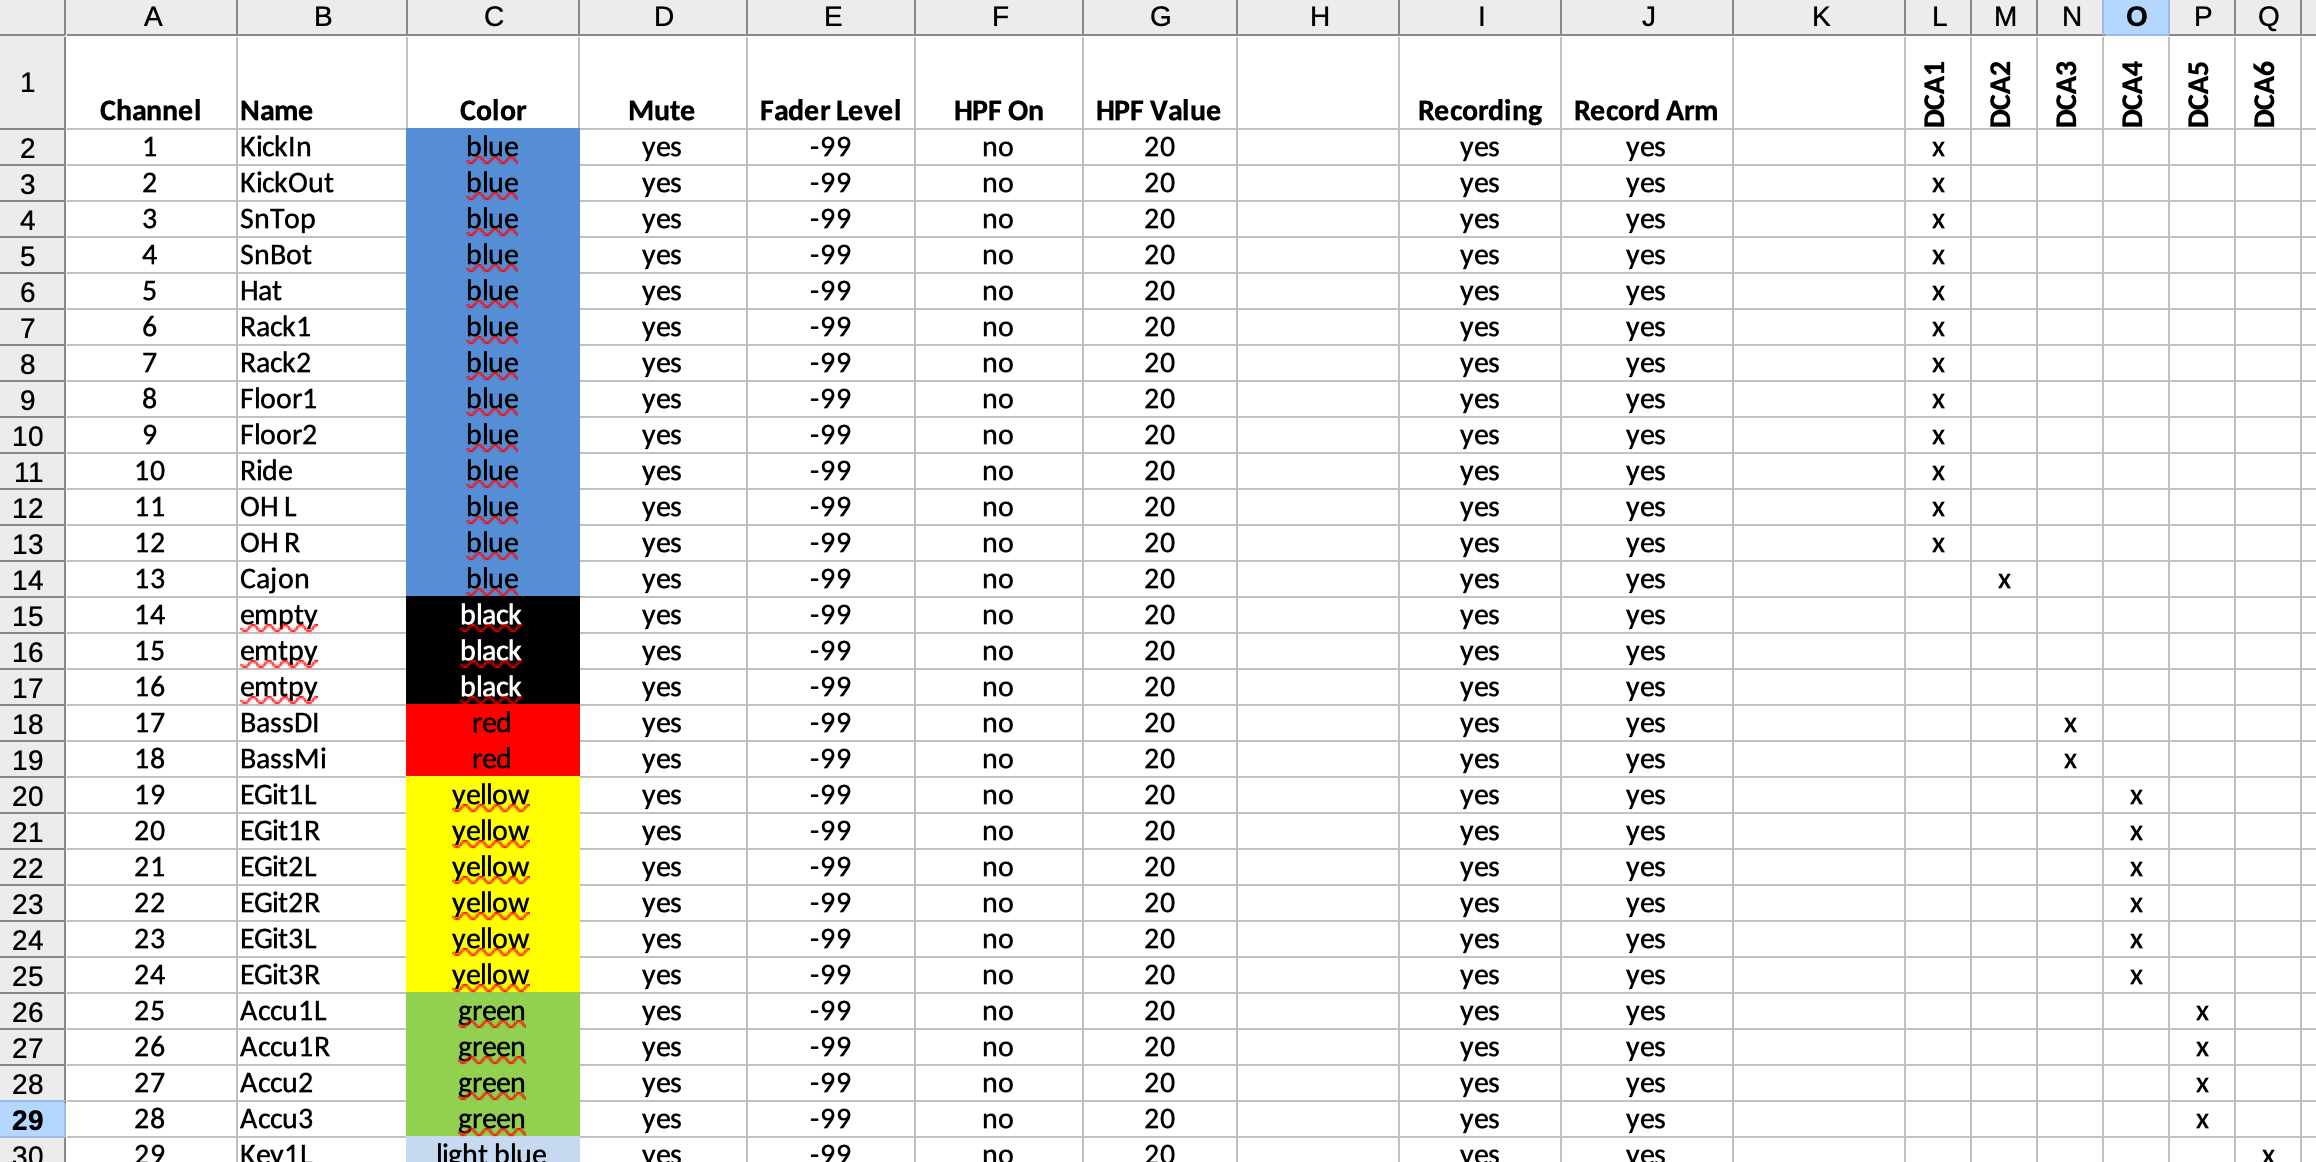 A B C D E F G H I J K L M N O P Q
1 Channel Name Color Mute Fader Level HPF On HPF Value Recording Record Arm DCA1 DCA2 DCA3 DCA4 DCA5 DCA6
2 1 KickIn blue yes -99 no 20 yes yes x
3 2 KickOut blue yes -99 no 20 yes yes x
4 3 SnTop blue yes -99 no 20 yes yes x
5 4 SnBot blue yes -99 no 20 yes yes x
6 5 Hat blue yes -99 no 20 yes yes x
7 6 Rack1 blue yes -99 no 20 yes yes x
8 7 Rack2 blue yes -99 no 20 yes yes x
9 8 Floor1 blue yes -99 no 20 yes yes x
10 9 Floor2 blue yes -99 no 20 yes yes x
11 10 Ride blue yes -99 no 20 yes yes x
12 11 OH L blue yes -99 no 20 yes yes x
13 12 OH R blue yes -99 no 20 yes yes x
14 13 Cajon blue yes -99 no 20 yes yes x
15 14 empty black yes -99 no 20 yes yes
16 15 emtpy black yes -99 no 20 yes yes
17 16 emtpy black yes -99 no 20 yes yes
18 17 BassDI red yes -99 no 20 yes yes x
19 18 BassMi red yes -99 no 20 yes yes x
20 19 EGit1L yellow yes -99 no 20 yes yes x
21 20 EGit1R yellow yes -99 no 20 yes yes x
22 21 EGit2L yellow yes -99 no 20 yes yes x
23 22 EGit2R yellow yes -99 no 20 yes yes x
24 23 EGit3L yellow yes -99 no 20 yes yes x
25 24 EGit3R yellow yes -99 no 20 yes yes x
26 25 Accu1L green yes -99 no 20 yes yes x
27 26 Accu1R green yes -99 no 20 yes yes x
28 27 Accu2 green yes -99 no 20 yes yes x
29 28 Accu3 green yes -99 no 20 yes yes x
30 29 Key1L light blue yes -99 no 20 yes yes x